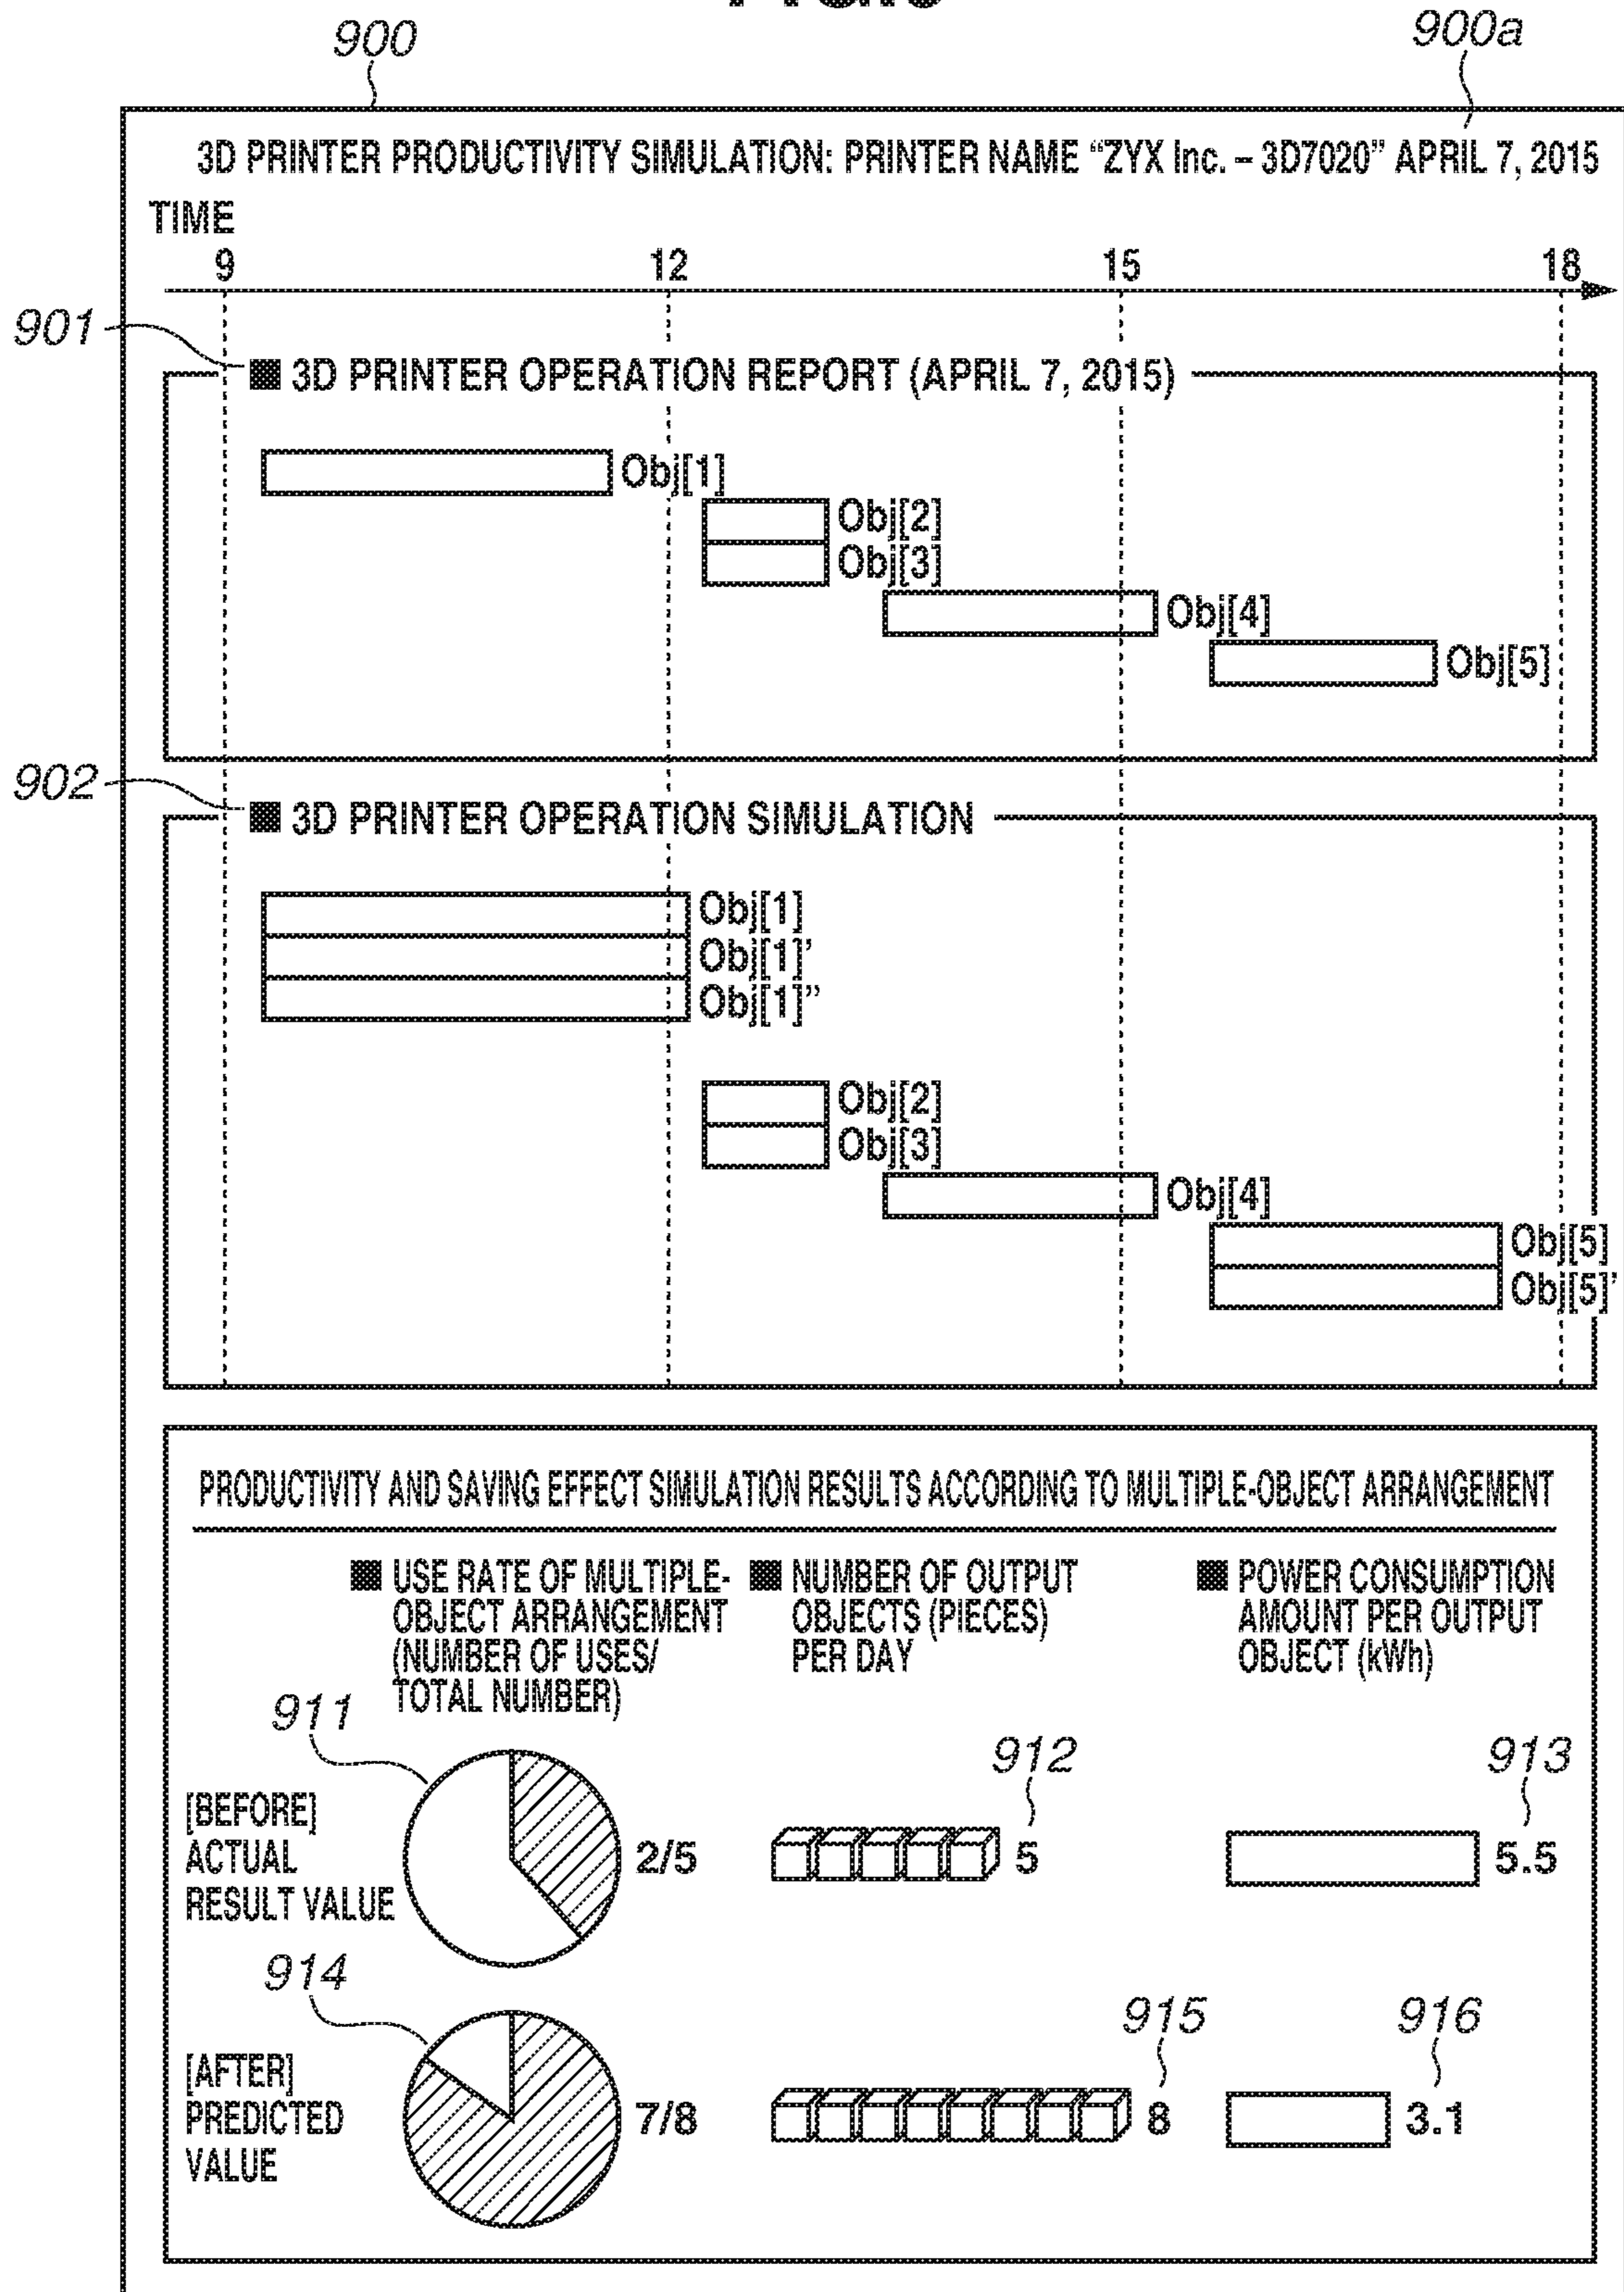 900
900a
3D PRINTER PRODUCTIVITY SIMULATION: PRINTER NAME “ZYX Inc. – 3D7020” APRIL 7, 2015
TIME
9 12 15 18
901
■ 3D PRINTER OPERATION REPORT (APRIL 7, 2015)
Obj[1]
Obj[2]
Obj[3]
Obj[4]
Obj[5]
902
■ 3D PRINTER OPERATION SIMULATION
Obj[1]
Obj[1]’
Obj[1]”
Obj[2]
Obj[3]
Obj[4]
Obj[5]
Obj[5]’
PRODUCTIVITY AND SAVING EFFECT SIMULATION RESULTS ACCORDING TO MULTIPLE-OBJECT ARRANGEMENT
■ USE RATE OF MULTIPLE-
OBJECT ARRANGEMENT
(NUMBER OF USES/
TOTAL NUMBER)
■ NUMBER OF OUTPUT
OBJECTS (PIECES)
PER DAY
■ POWER CONSUMPTION
AMOUNT PER OUTPUT
OBJECT (kWh)
911
912
913
[BEFORE]
ACTUAL
RESULT VALUE
2/5
5
5.5
914
915
916
[AFTER]
PREDICTED
VALUE
7/8
8
3.1